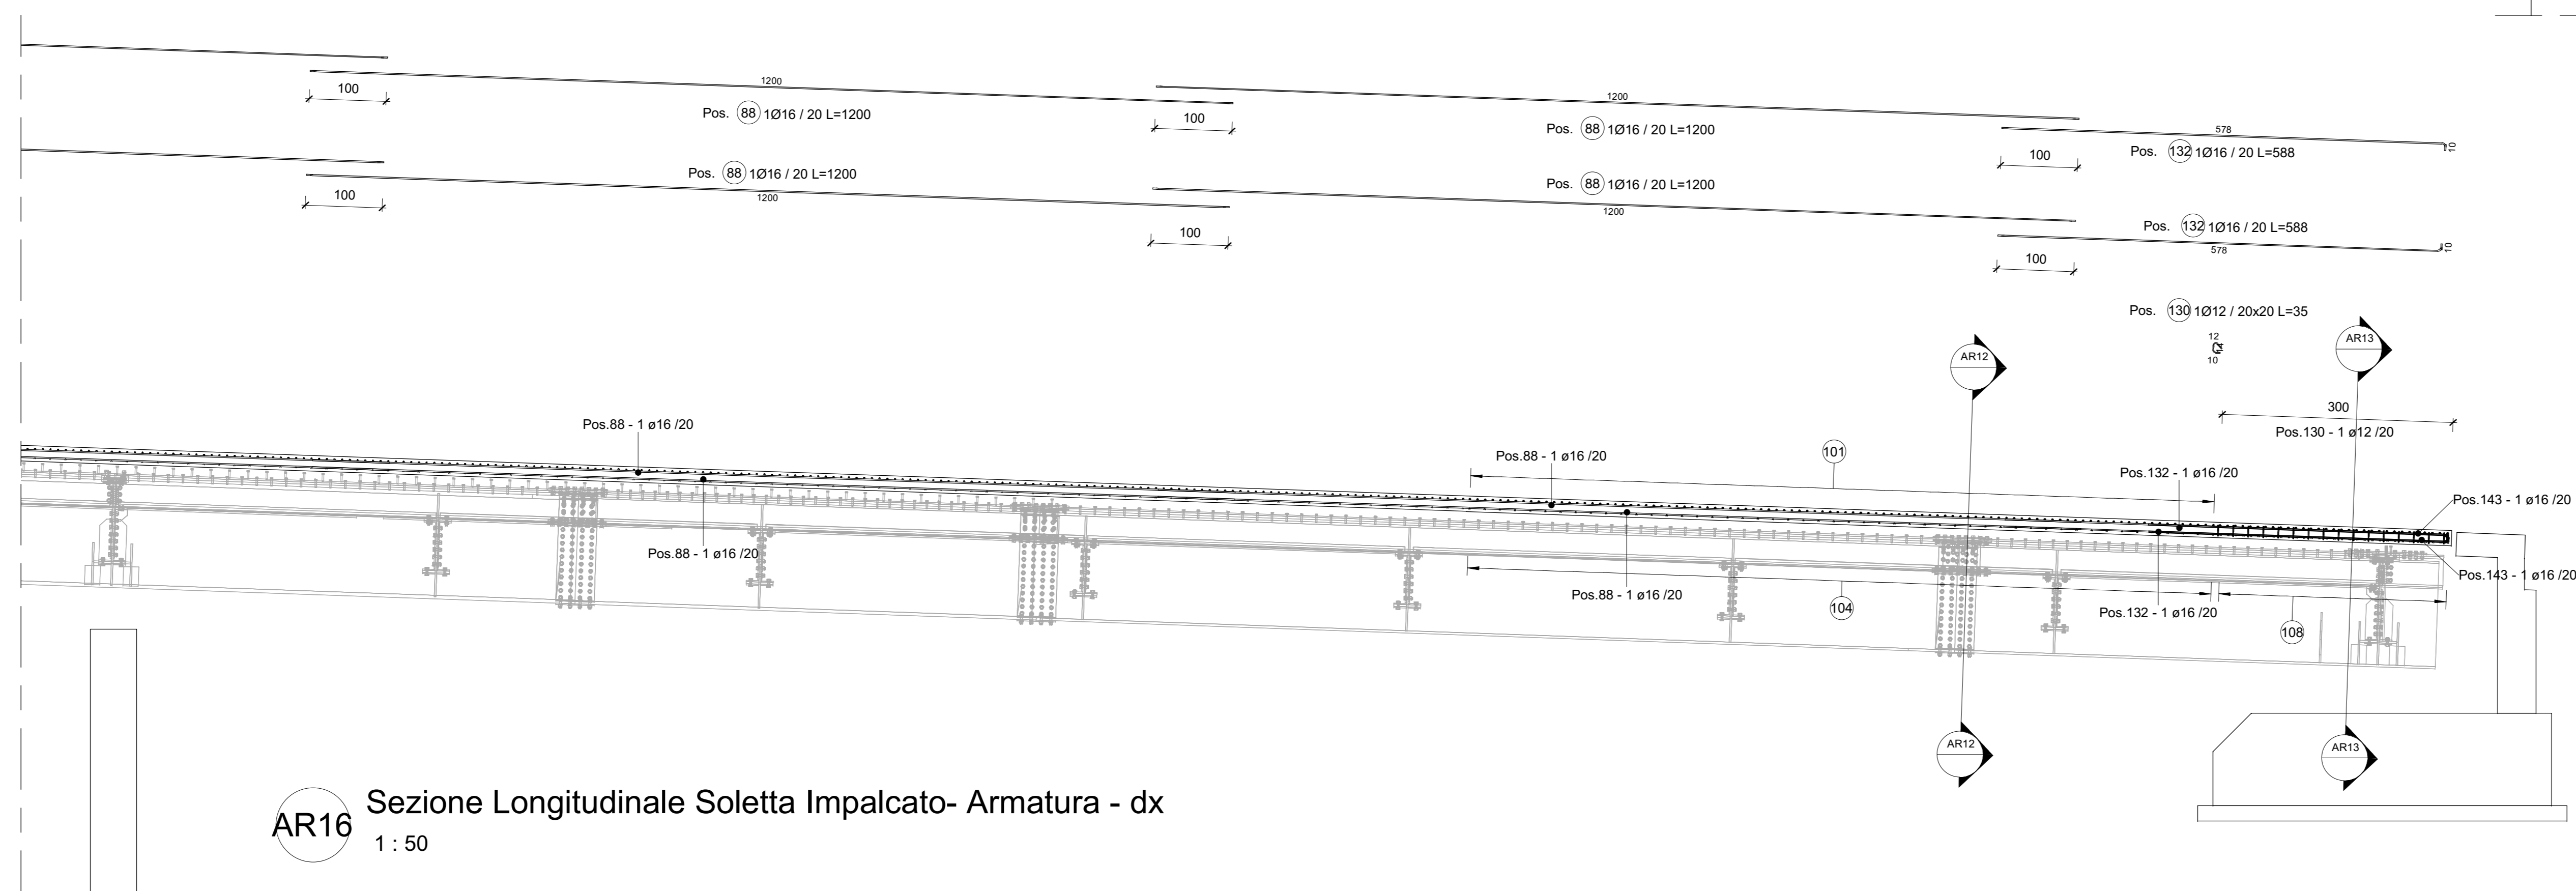 1200
100
Pos. 88 1Ø16 / 20 L=1200
1200
100
Pos. 88 1Ø16 / 20 L=1200
578
10
100
Pos. 132 1Ø16 / 20 L=588
Pos. 88 1Ø16 / 20 L=1200
1200
100
Pos. 88 1Ø16 / 20 L=1200
1200
100
Pos. 132 1Ø16 / 20 L=588
578
10
100
Pos. 130 1Ø12 / 20x20 L=35
12
10
AR12
AR13
300
Pos.130 - 1 ø12 /20
Pos.88 - 1 ø16 /20
Pos.88 - 1 ø16 /20
101
Pos.132 - 1 ø16 /20
Pos.143 - 1 ø16 /20
Pos.88 - 1 ø16 /20
Pos.88 - 1 ø16 /20
104
Pos.132 - 1 ø16 /20
Pos.143 - 1 ø16 /20
108
AR12
AR13
AR16
Sezione Longitudinale Soletta Impalcato- Armatura - dx
1 : 50